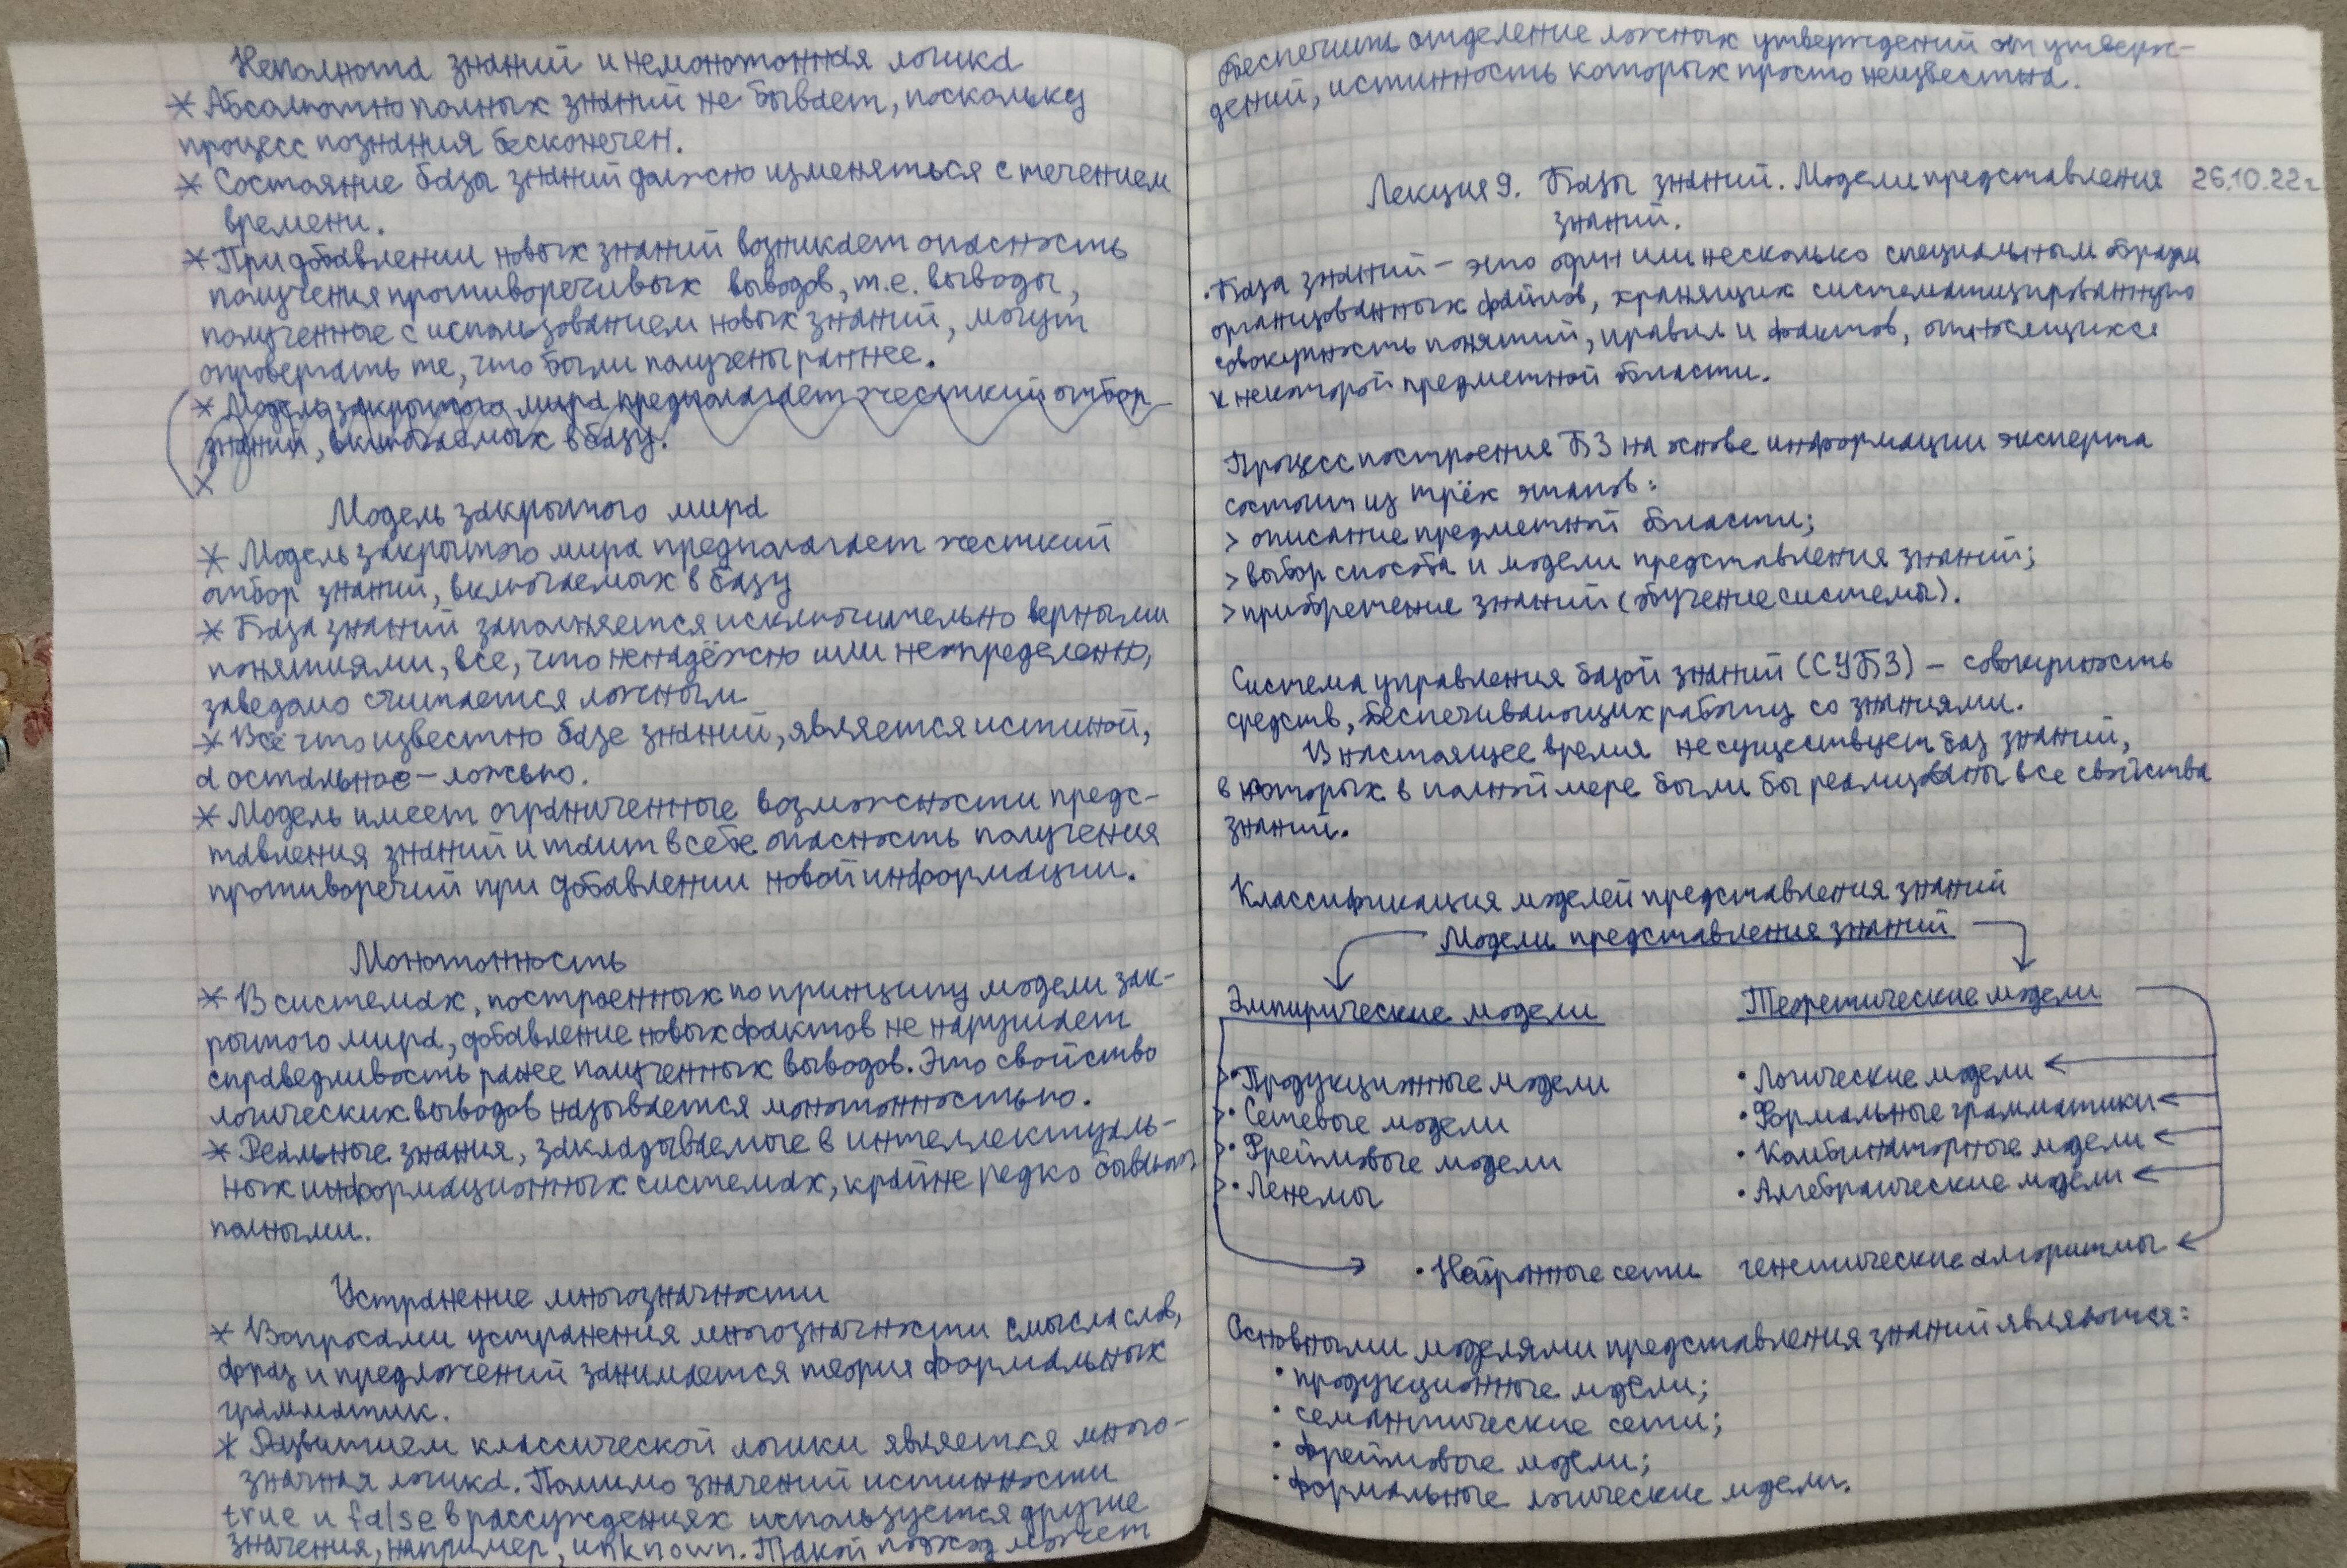 Неполнота знаний и немонотонная логика
* Абсолютно полных знаний не бывает, поскольку
процесс познания бесконечен.
* Состояние базы знаний должно изменяться с течением
времени.
* При добавлении новых знаний возникает опасность
получения противоречивых выводов, т.е. выводы,
полученные с использованием новых знаний, могут
опровергать те, что были получены раннее.
* Модель закрытого мира предполагает жесткий отбор
знаний, включаемых в базу.
*
Модель закрытого мира
* Модель закрытого мира предполагает жесткий
отбор знаний, включаемых в базу
* База знаний заполняется исключительно верными
понятиями, все, что ненадёжно или неопределенно,
заведомо считается ложным
* Всё что известно базе знаний, является истиной,
а остальное – ложью.
* Модель имеет ограниченные возможности предс-
тавления знаний и таит в себе опасность получения
противоречий при добавлении новой информации.
Монотонность
* В системах, построенных по принципу модели зак-
рытого мира, добавление новых фактов не нарушает
справедливость ранее полученных выводов. Это свойство
логических выводов называется монотонностью.
* Реальные знания, закладываемые в интеллектуаль-
ных информационных системах, крайне редко бывают
полными.
Устранение многозначности
* Вопросами устранения многозначности смысла слов,
фраз и предложений занимается теория формальных
грамматик.
* Развитием классической логики является много-
значная логика. Помимо значений истинности
true и false в рассуждениях используется другие
значения, например, unknown. Такой подход может
обеспечить отделение ложных утверждений от утверж-
дений, истинность которых просто неизвестна.
Лекция 9. Базы знаний. Модели представления 26.10.22г
знаний.
· База знаний – это один или несколько специальным образом
организованных файлов, хранящих систематизированную
совокупность понятий, правил и фактов, относящихся
к некоторой предметной области.
Процесс построения БЗ на основе информации эксперта
состоит из трёх этапов:
> описание предметной области;
> выбор способа и модели представления знаний;
> приобретение знаний (обучение системы).
Система управления базой знаний (СУБЗ) – совокупность
средств, обеспечивающих работу со знаниями.
В настоящее время не существует баз знаний,
в которых в полной мере были бы реализованы все свойства
знаний.
Классификация моделей представления знаний
Модели представления знаний
Эмпирические модели Теоретические модели
· Продукционные модели · Логические модели
· Сетевые модели · Формальные грамматики
· Фреймовые модели · Комбинаторные модели
· Ленемы · Алгебраические модели
· Нейронные сети генетические алгоритмы
Основными моделями представления знаний являются:
· продукционные модели;
· семантические сети;
· фреймовые модели;
· формальные логические модели.